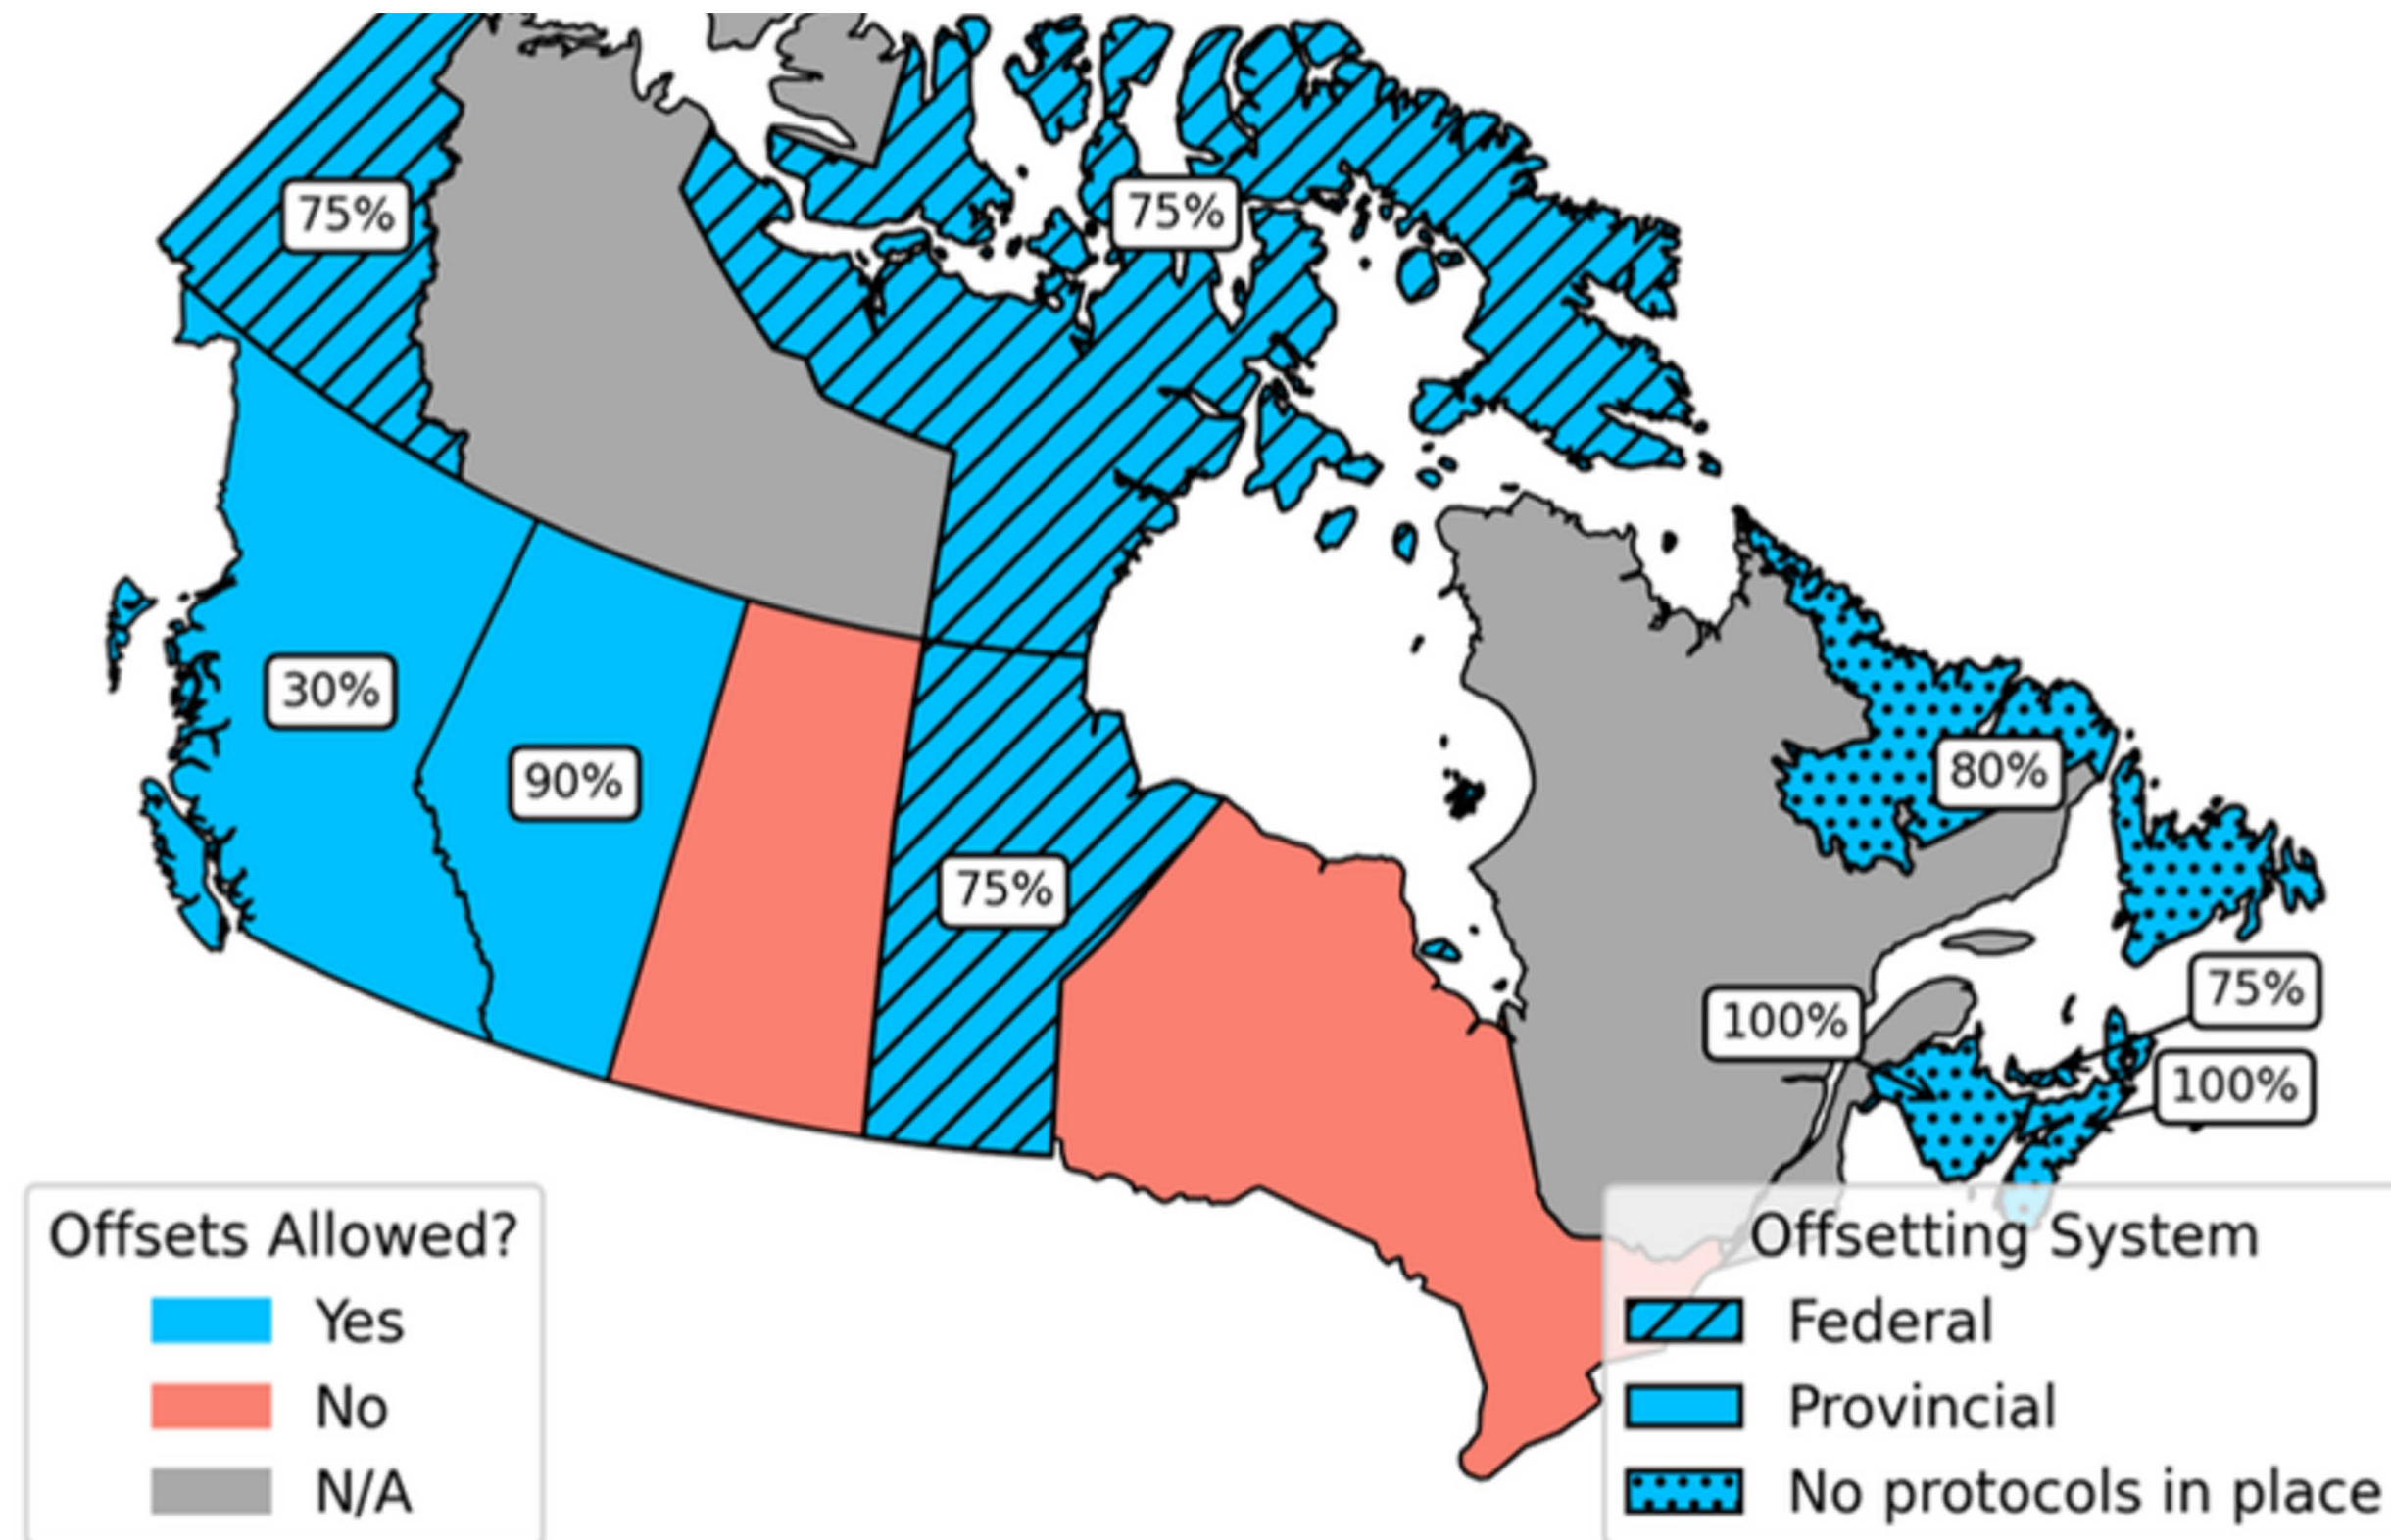 75%
75%
30%
90%
75%
80%
75%
100%
100%
Offsets Allowed?
Yes
No
N/A
Offsetting System
Federal
Provincial
No protocols in place